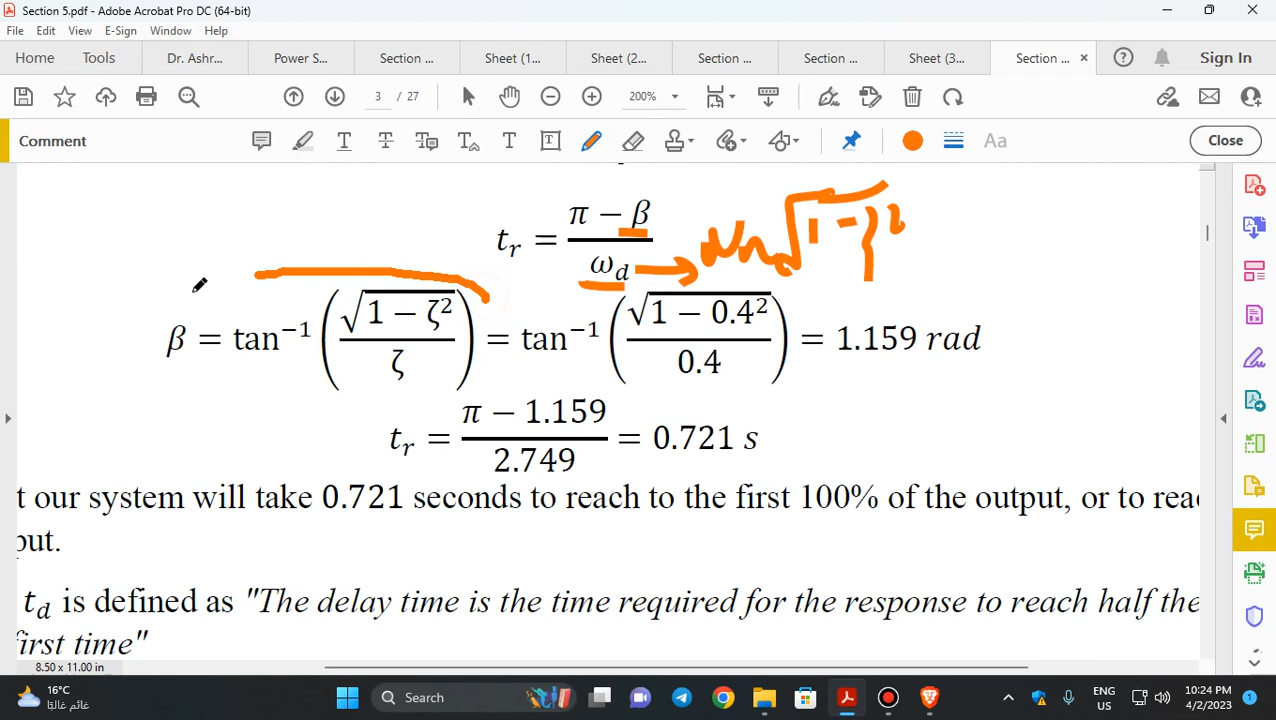 Section 5.pdf - Adobe Acrobat Pro DC (64-bit)
File Edit View E-Sign Window Help
Home Tools Dr. Ashr... Power S... Section ... Sheet (1... Sheet (2... Section ... Section ... Sheet (3... Section ... × Sign In
3 / 27 200%
Comment Close
t_r = (π − β)/ω_d → ωn√(1 − ζ²)
β = tan⁻¹(√(1 − ζ²)/ζ) = tan⁻¹(√(1 − 0.4²)/0.4) = 1.159 rad
t_r = (π − 1.159)/2.749 = 0.721 s
t our system will take 0.721 seconds to reach to the first 100% of the output, or to reac
put.
t_d is defined as "The delay time is the time required for the response to reach half the
first time"
8.50 x 11.00 in
16°C
غائم غالبًا
Search
ENG
US
10:24 PM
4/2/2023
1